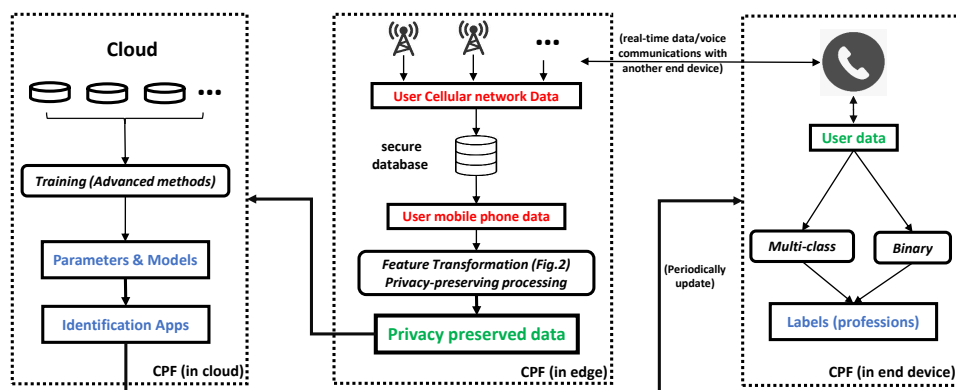 Cloud
...
Training (Advanced methods)
Parameters & Models
Identification Apps
CPF (in cloud)
...
User Cellular network Data
secure
database
User mobile phone data
Feature Transformation (Fig.2)
Privacy-preserving processing
Privacy preserved data
CPF (in edge)
(real-time data/voice
communications with
another end device)
(Periodically
update)
User data
Multi-class
Binary
Labels (professions)
CPF (in end device)